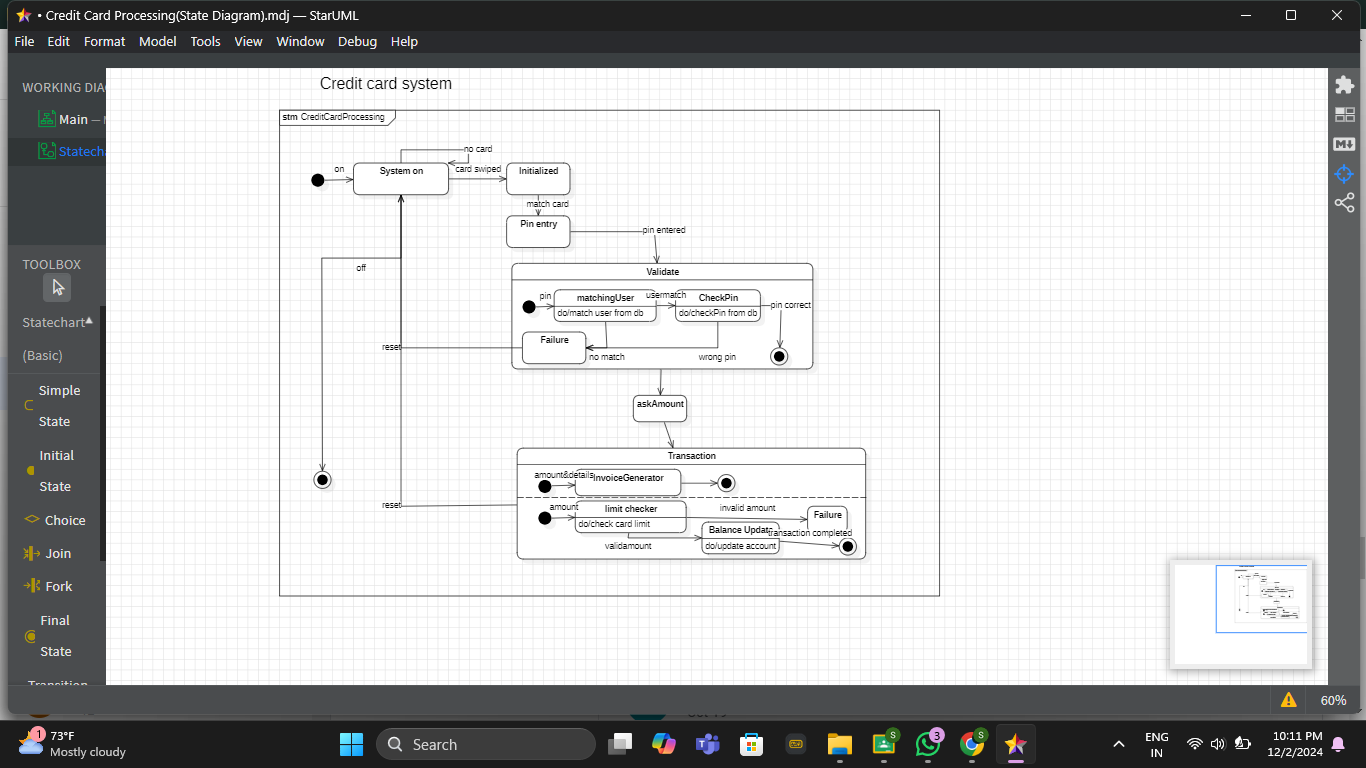 • Credit Card Processing(State Diagram).mdj — StarUML
File Edit Format Model Tools View Window Debug Help
WORKING DIA
Main —
Statech
TOOLBOX
Statechart
(Basic)
Simple
State
Initial
State
Choice
Join
Fork
Final
State
Transition
Credit card system
stm CreditCardProcessing
no card
on
System on
card swiped
Initialized
match card
Pin entry
pin entered
off
Validate
pin
matchingUser
do/match user from db
usermatch
CheckPin
do/checkPin from db
pin correct
Failure
reset
no match
wrong pin
askAmount
Transaction
amount&details
InvoiceGenerator
reset
amount
limit checker
do/check card limit
invalid amount
Failure
Balance Update
do/update account
transaction completed
validamount
60%
1
73°F
Mostly cloudy
Search
S
3
S
ENG
IN
10:11 PM
12/2/2024